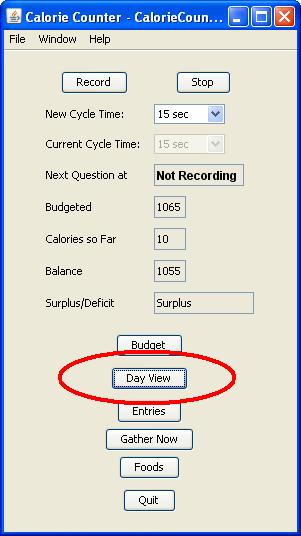 Calorie Counter - CalorieCoun...
File Window Help
Record Stop
New Cycle Time: 15 sec
Current Cycle Time: 15 sec
Next Question at Not Recording
Budgeted 1065
Calories so Far 10
Balance 1055
Surplus/Deficit Surplus
Budget
Day View
Entries
Gather Now
Foods
Quit